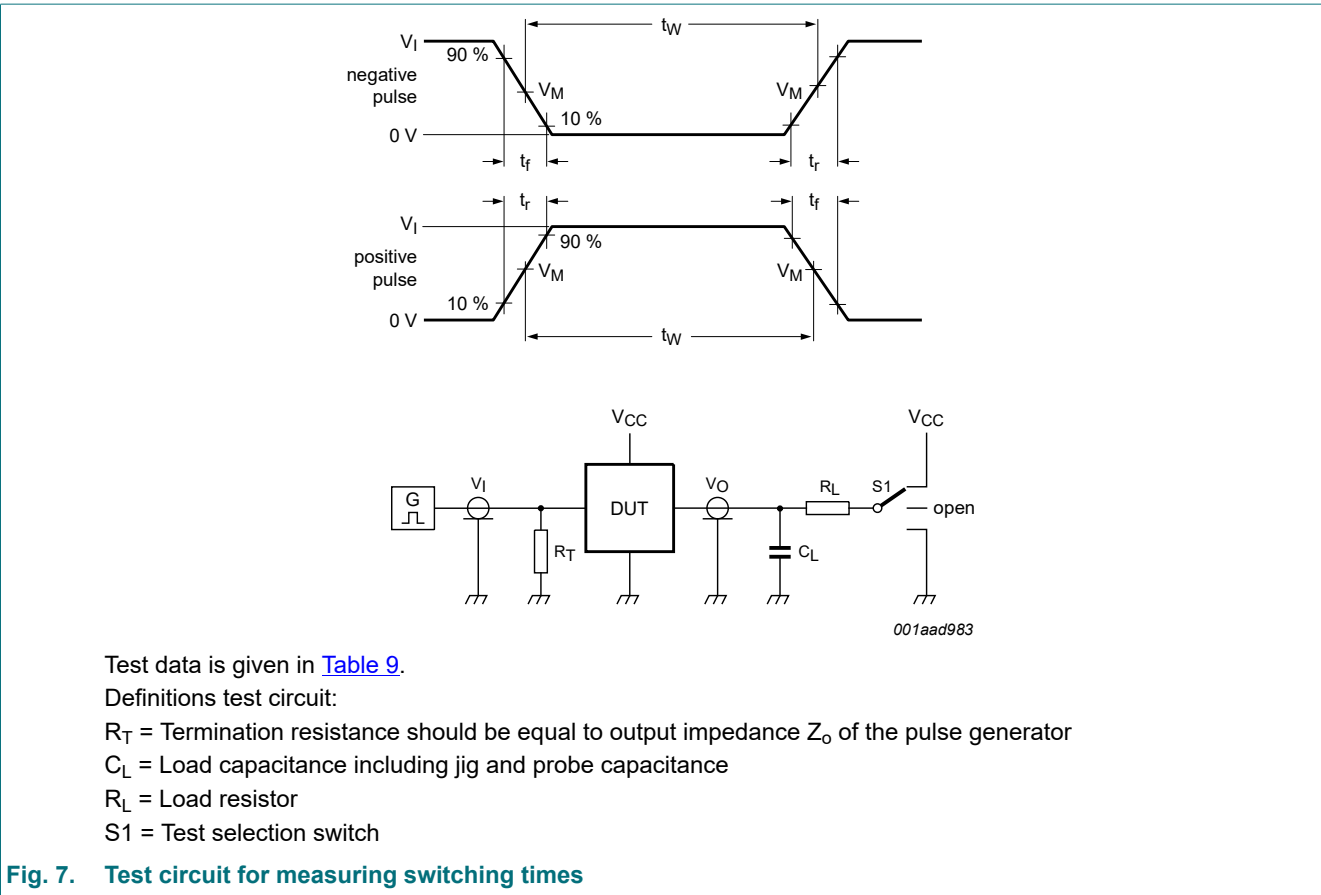 tW
VI
90 %
negative
pulse
VM
VM
10 %
0 V
tf
tr
tr
tf
VI
90 %
positive
pulse
VM
VM
10 %
0 V
tW
VCC
VCC
VI
VO
RL
S1
G
DUT
open
RT
CL
001aad983
Test data is given in Table 9.
Definitions test circuit:
RT = Termination resistance should be equal to output impedance Zo of the pulse generator
CL = Load capacitance including jig and probe capacitance
RL = Load resistor
S1 = Test selection switch
Fig. 7. Test circuit for measuring switching times